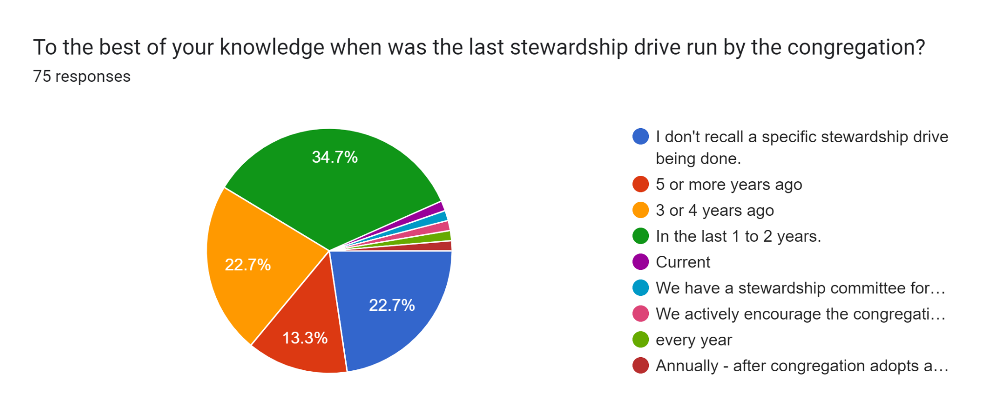 To the best of your knowledge when was the last stewardship drive run by the congregation?
75 responses
34.7%
22.7%
22.7%
13.3%
I don't recall a specific stewardship drive
being done.
5 or more years ago
3 or 4 years ago
In the last 1 to 2 years.
Current
We have a stewardship committee for…
We actively encourage the congregati…
every year
Annually - after congregation adopts a…